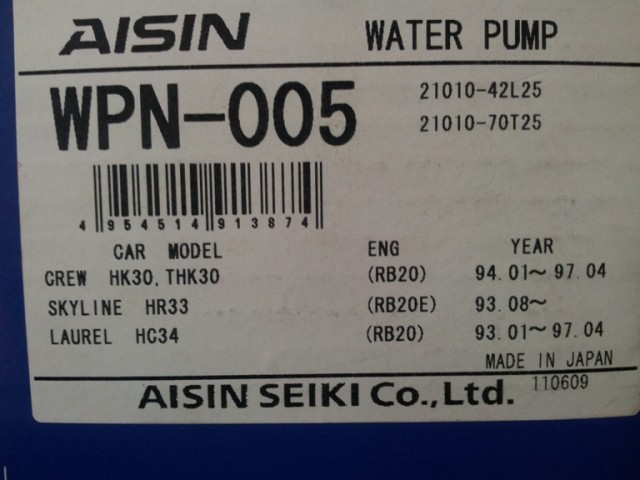 AISIN WATER PUMP
WPN-005 21010-42L25
21010-70T25
4 954514 913874
CAR MODEL ENG YEAR
CREW HK30, THK30 (RB20) 94.01~ 97.04
SKYLINE HR33 (RB20E) 93.08~
LAUREL HC34 (RB20) 93.01~ 97.04
MADE IN JAPAN
AISIN SEIKI Co.,Ltd. 110609